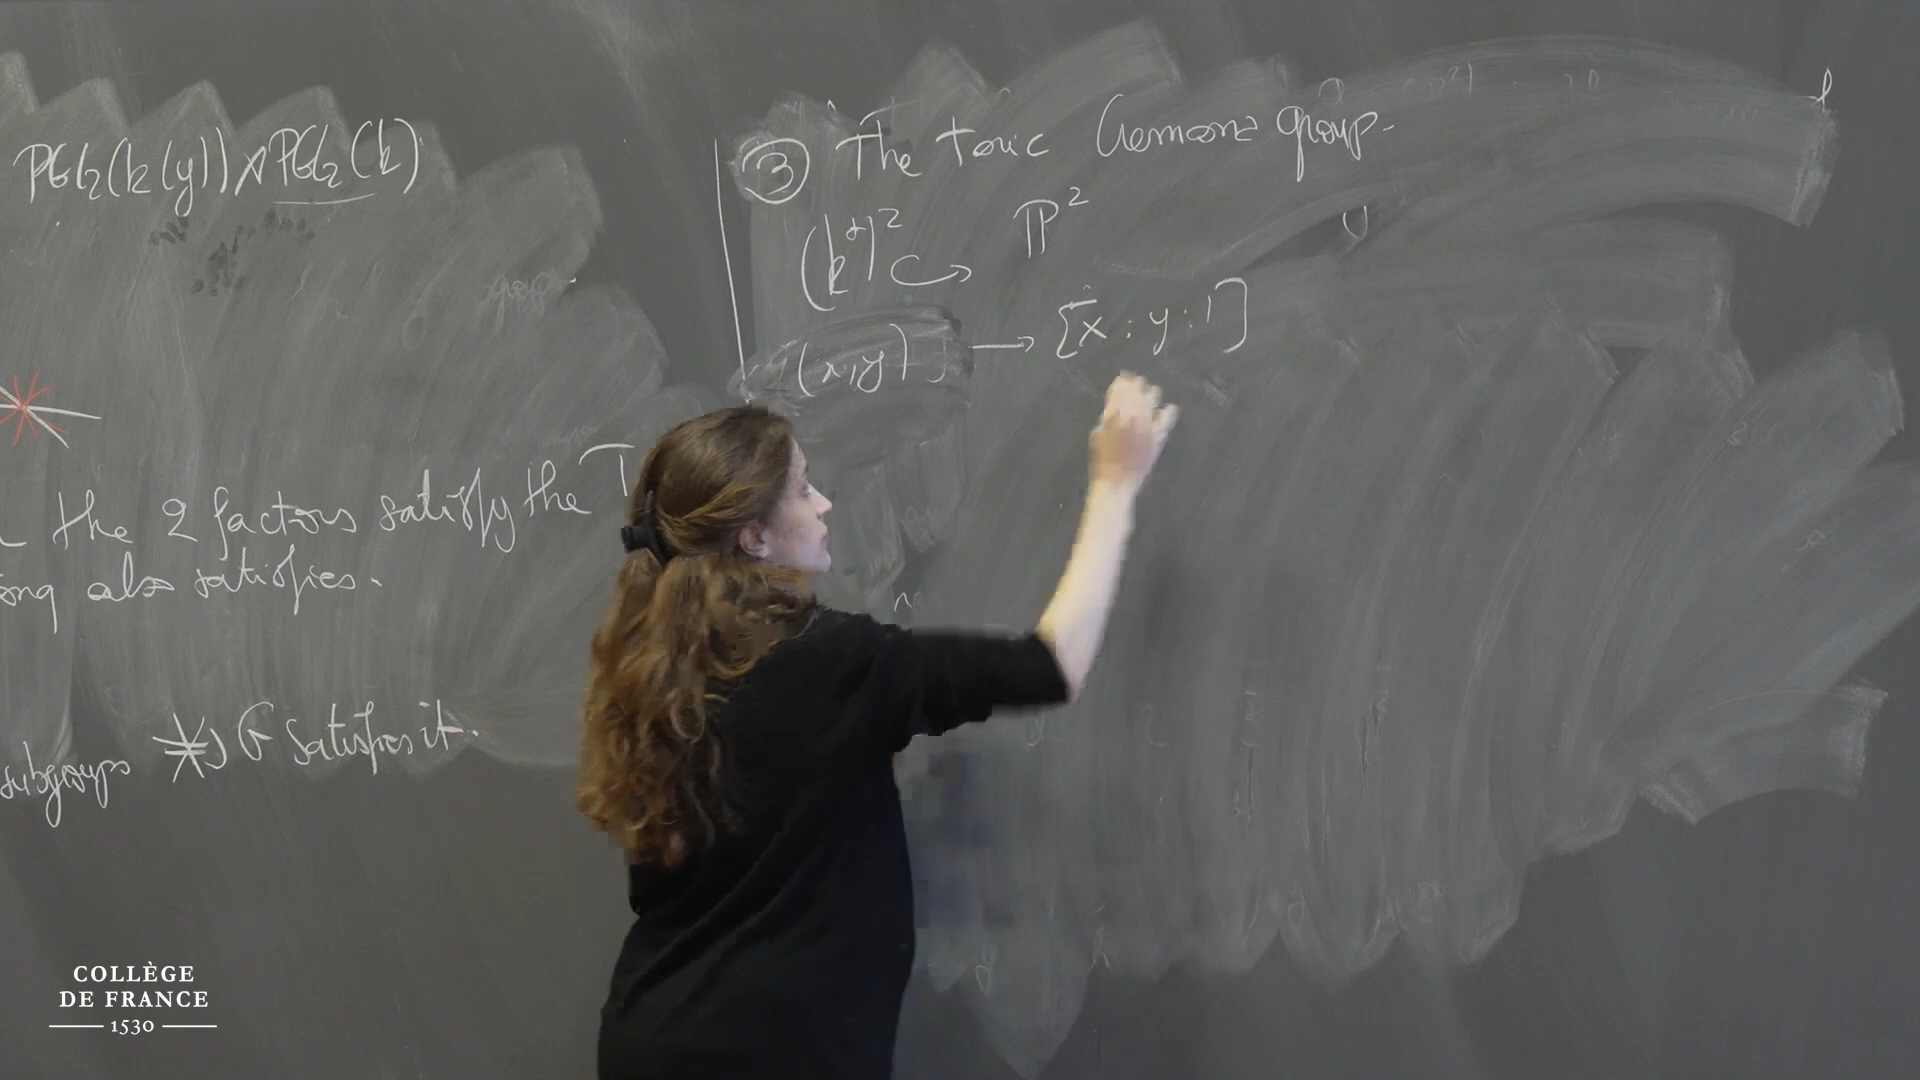 PGL₂(k(y)) ⋊ PGL₂(k)
the 2 factors satisfy the T
ong also satisfies.
subgroups *) G satisfies it.
③ The toric Cremona group.
(k*)² ↪ ℙ²
(x,y) → [x : y : 1]
COLLÈGE
DE FRANCE
1530